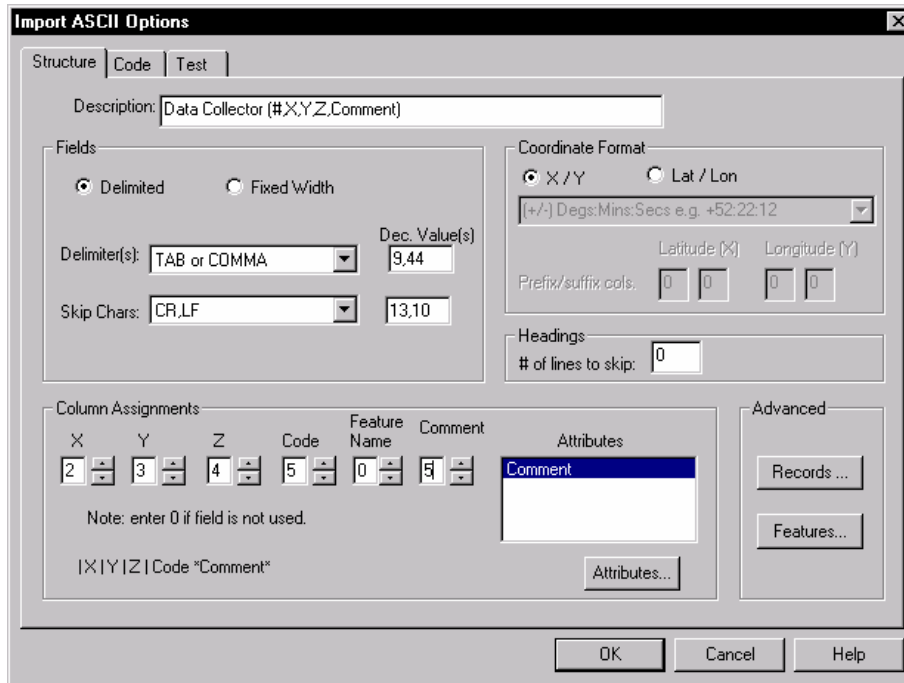 Import ASCII Options
Structure Code Test
Description: Data Collector (#,X,Y,Z,Comment)
Fields
Delimited Fixed Width
Dec. Value(s)
Delimiter(s): TAB or COMMA 9,44
Skip Chars: CR,LF 13,10
Coordinate Format
X / Y Lat / Lon
(+/-) Degs:Mins:Secs e.g. +52:22:12
Latitude (X) Longitude (Y)
Prefix/suffix cols. 0 0 0 0
Headings
# of lines to skip: 0
Column Assignments
X Y Z Code Feature Name Comment
2 3 4 5 0 5
Note: enter 0 if field is not used.
|X|Y|Z|Code *Comment*
Attributes
Comment
Attributes...
Advanced
Records ...
Features...
OK Cancel Help